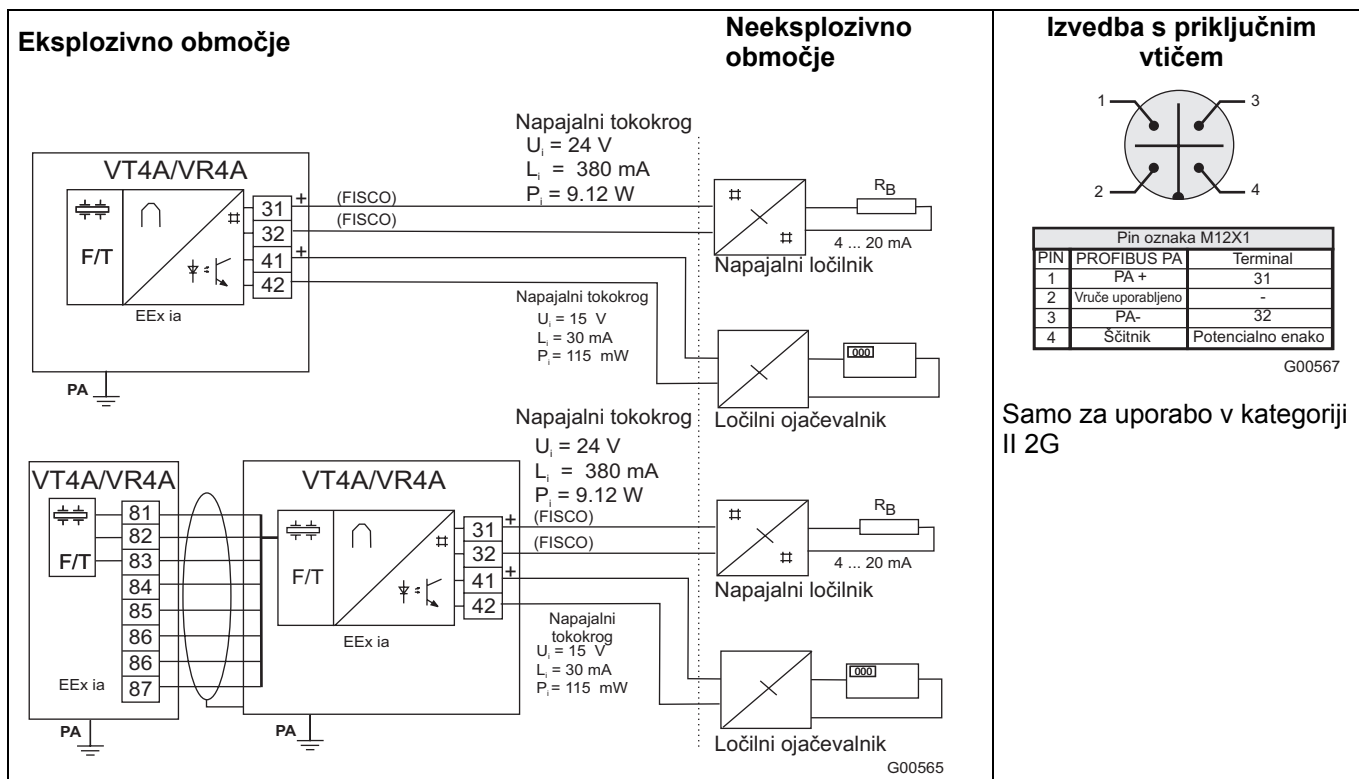 Eksplozivno območje
Neeksplozivno
območje
Napajalni tokokrog
Uᵢ = 24 V
Lᵢ = 380 mA
Pᵢ = 9.12 W
VT4A/VR4A
F/T
EEx ia
31
+
32
41
+
42
(FISCO)
(FISCO)
PA
Napajalni tokokrog
Uᵢ = 15 V
Lᵢ = 30 mA
Pᵢ = 115 mW
R_B
4 ... 20 mA
Napajalni ločilnik
000
Ločilni ojačevalnik
Napajalni tokokrog
Uᵢ = 24 V
Lᵢ = 380 mA
Pᵢ = 9.12 W
VT4A/VR4A
F/T
EEx ia
81
82
83
84
85
86
86
87
PA
VT4A/VR4A
F/T
EEx ia
31
+
32
41
+
42
(FISCO)
(FISCO)
PA
Napajalni
tokokrog
Uᵢ = 15 V
Lᵢ = 30 mA
Pᵢ = 115 mW
R_B
4 ... 20 mA
Napajalni ločilnik
000
Ločilni ojačevalnik
G00565
Izvedba s priključnim
vtičem
1 3
2 4
Pin oznaka M12X1
PIN PROFIBUS PA Terminal
1 PA + 31
2 Vruče uporabljeno -
3 PA- 32
4 Ščitnik Potencialno enako
G00567
Samo za uporabo v kategoriji
II 2G